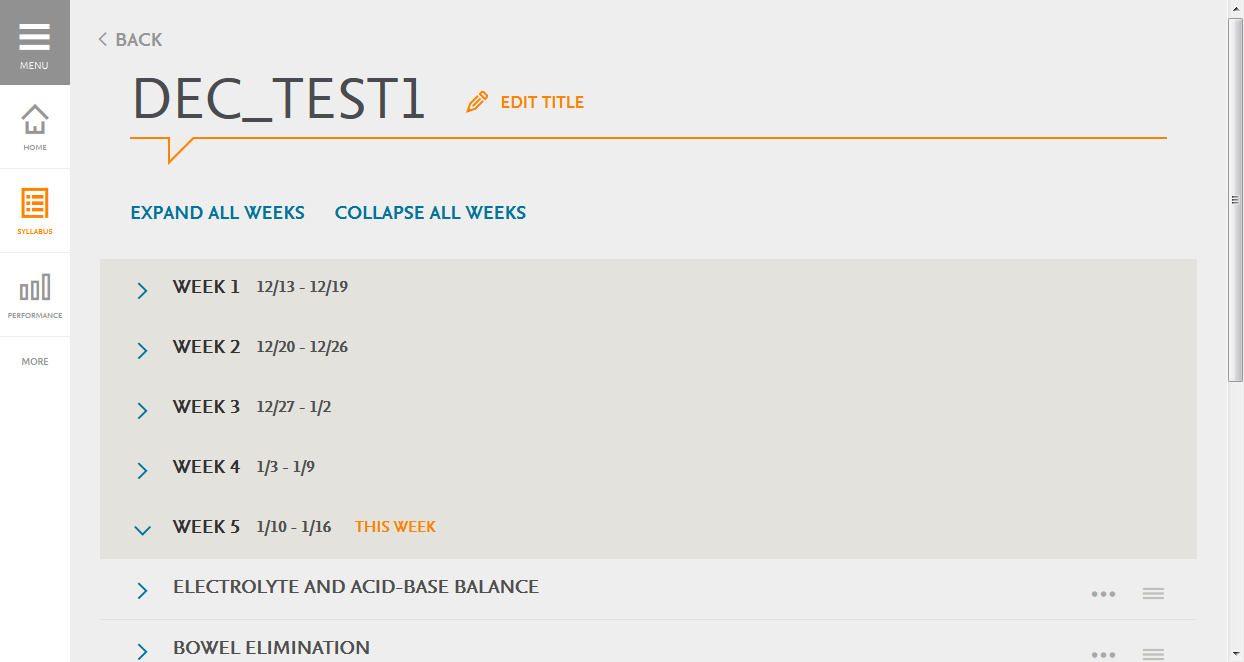 MENU
HOME
SYLLABUS
PERFORMANCE
MORE
BACK
DEC_TEST1 EDIT TITLE
EXPAND ALL WEEKS COLLAPSE ALL WEEKS
WEEK 1 12/13 - 12/19
WEEK 2 12/20 - 12/26
WEEK 3 12/27 - 1/2
WEEK 4 1/3 - 1/9
WEEK 5 1/10 - 1/16 THIS WEEK
ELECTROLYTE AND ACID-BASE BALANCE
BOWEL ELIMINATION